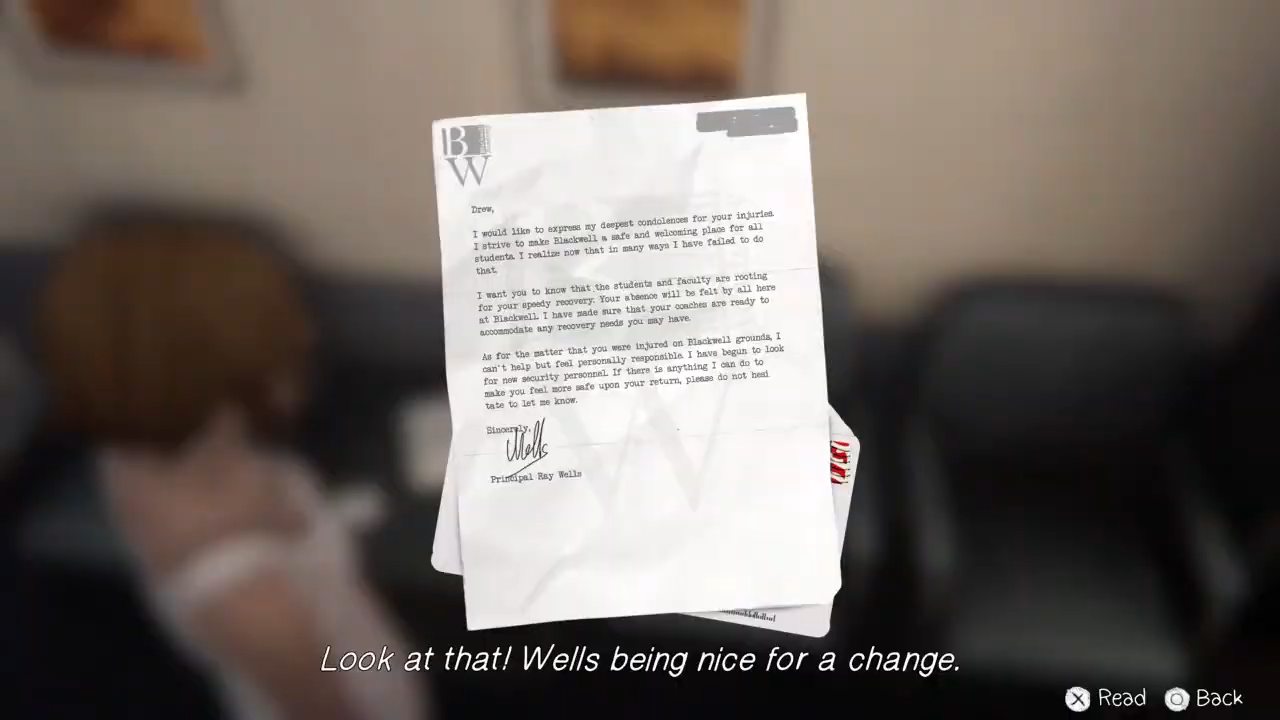 B
W
Drew,
I would like to express my deepest condolences for your injuries.
I strive to make Blackwell a safe and welcoming place for all
students. I realize now that in many ways I have failed to do
that.
I want you to know that the students and faculty are rooting
for your speedy recovery. Your absence will be felt by all here
at Blackwell. I have made sure that your coaches are ready to
accommodate any recovery needs you may have.
As for the matter that you were injured on Blackwell grounds, I
can't help but feel personally responsible. I have begun to look
for new security personnel. If there is anything I can do to
make you feel more safe upon your return, please do not hesi
tate to let me know.
Sincerely,
Wells
Principal Ray Wells
Look at that! Wells being nice for a change.
Read Back